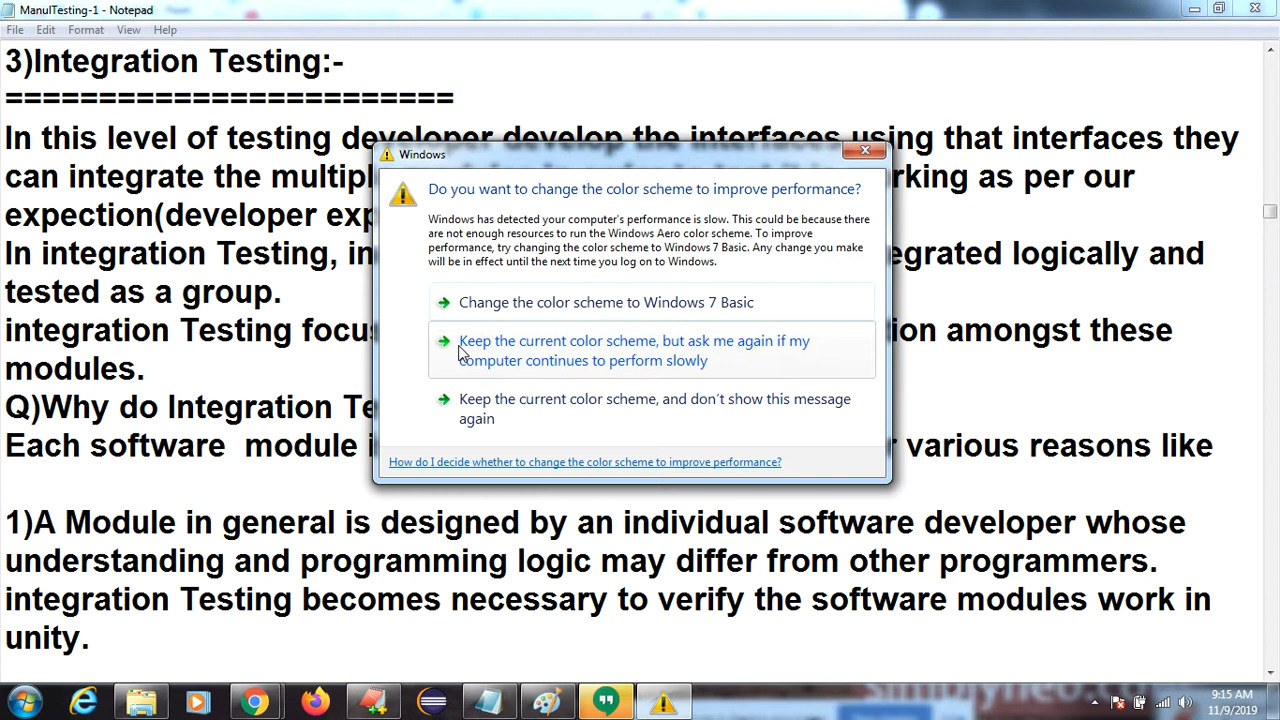 ManulTesting-1 - Notepad
File Edit Format View Help
3)Integration Testing:-
========================
In this level of testing developer develop the interfaces using that interfaces they
can integrate the multipl rking as per our
expection(developer exp
In integration Testing, in egrated logically and
tested as a group.
integration Testing focus ion amongst these
modules.
Q)Why do Integration Te
Each software module i r various reasons like
1)A Module in general is designed by an individual software developer whose
understanding and programming logic may differ from other programmers.
integration Testing becomes necessary to verify the software modules work in
unity.
Windows
Do you want to change the color scheme to improve performance?
Windows has detected your computer's performance is slow. This could be because there
are not enough resources to run the Windows Aero color scheme. To improve
performance, try changing the color scheme to Windows 7 Basic. Any change you make
will be in effect until the next time you log on to Windows.
Change the color scheme to Windows 7 Basic
Keep the current color scheme, but ask me again if my
computer continues to perform slowly
Keep the current color scheme, and don't show this message
again
How do I decide whether to change the color scheme to improve performance?
9:15 AM
11/9/2019